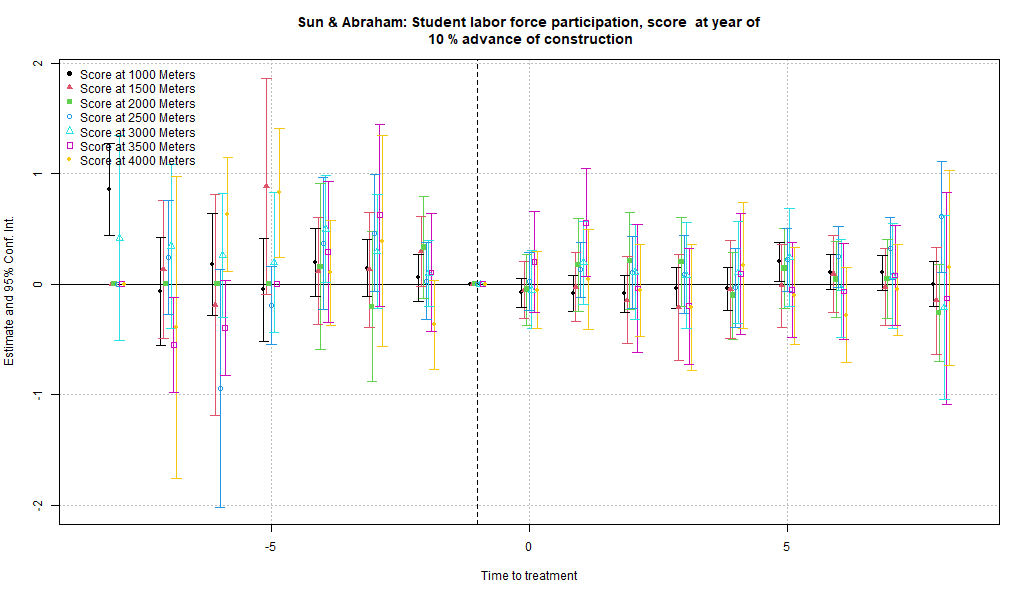 Sun & Abraham: Student labor force participation, score  at year of
10 % advance of construction
Estimate and 95% Conf. Int.
2
1
0
-1
-2
Score at 1000 Meters
Score at 1500 Meters
Score at 2000 Meters
Score at 2500 Meters
Score at 3000 Meters
Score at 3500 Meters
Score at 4000 Meters
-5
0
5
Time to treatment